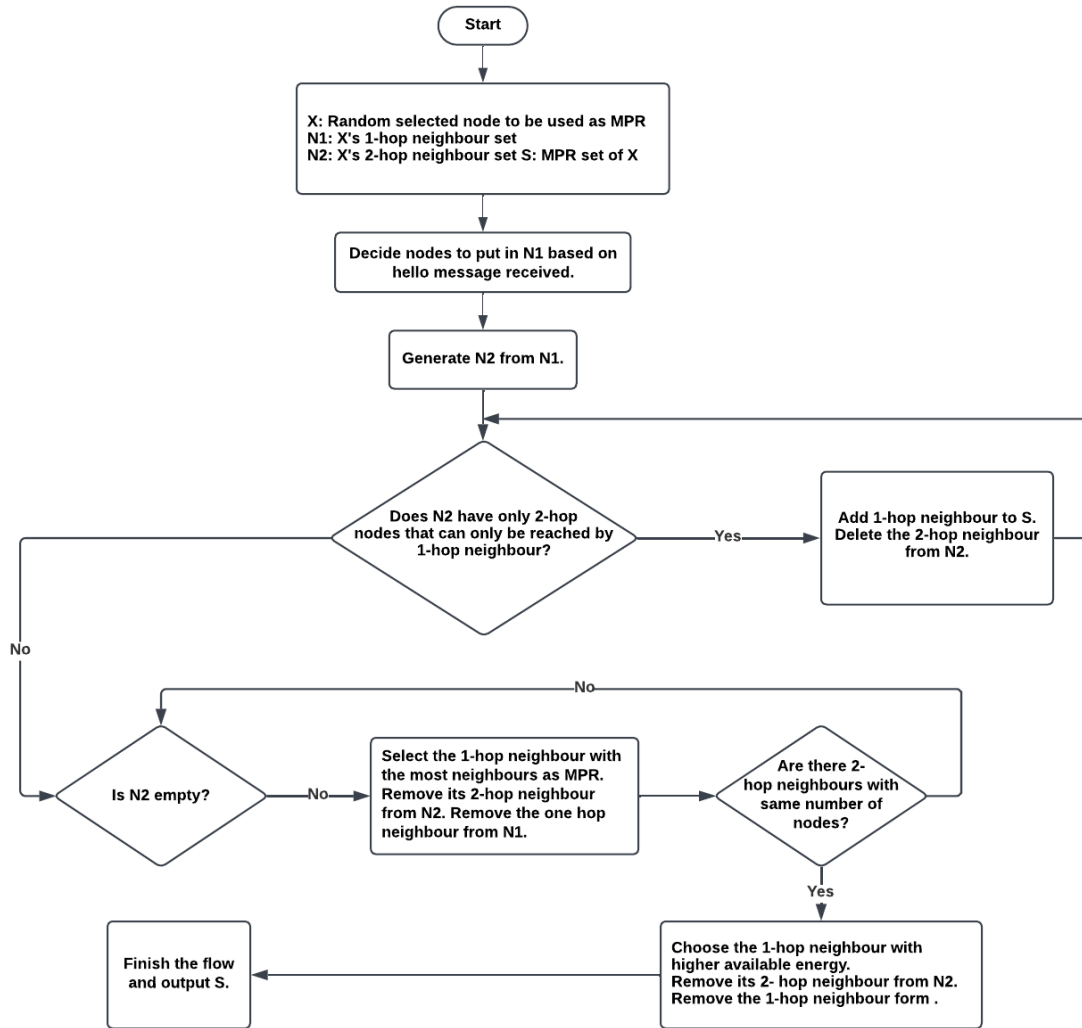 Start
X: Random selected node to be used as MPR
N1: X's 1-hop neighbour set
N2: X's 2-hop neighbour set S: MPR set of X
Decide nodes to put in N1 based on
hello message received.
Generate N2 from N1.
Does N2 have only 2-hop
nodes that can only be reached by
1-hop neighbour?
Yes
Add 1-hop neighbour to S.
Delete the 2-hop neighbour
from N2.
No
No
Is N2 empty?
No
Select the 1-hop neighbour with
the most neighbours as MPR.
Remove its 2-hop neighbour
from N2. Remove the one hop
neighbour from N1.
Are there 2-
hop neighbours with
same number of
nodes?
Yes
Choose the 1-hop neighbour with
higher available energy.
Remove its 2- hop neighbour from N2.
Remove the 1-hop neighbour form .
Finish the flow
and output S.